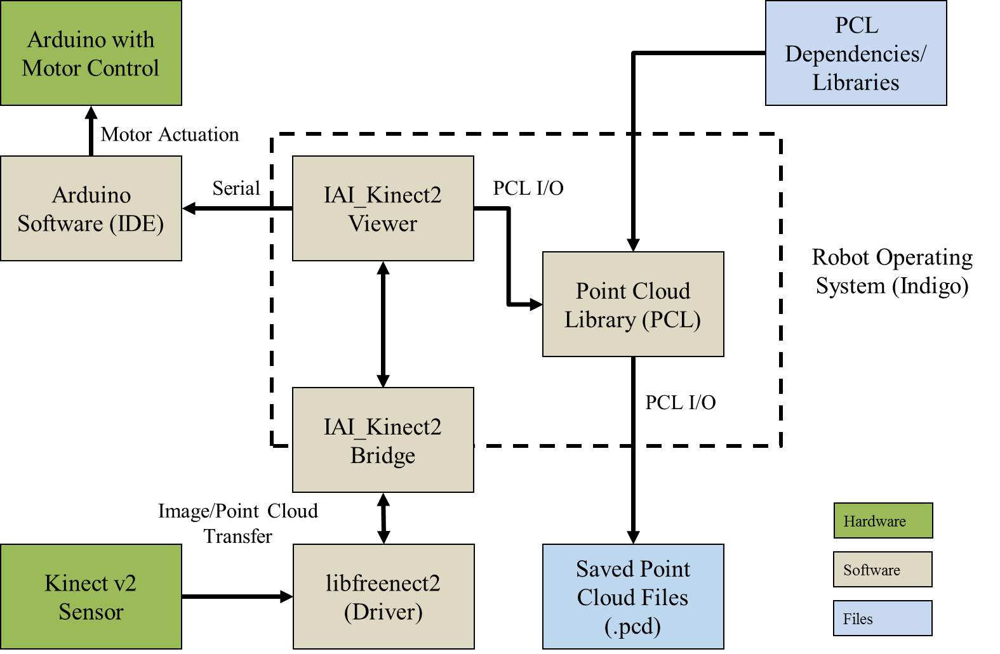 Arduino with
Motor Control
PCL
Dependencies/
Libraries
Motor Actuation
Arduino
Software (IDE)
Serial
IAI_Kinect2
Viewer
PCL I/O
Point Cloud
Library (PCL)
Robot Operating
System (Indigo)
PCL I/O
IAI_Kinect2
Bridge
Image/Point Cloud
Transfer
Kinect v2
Sensor
libfreenect2
(Driver)
Saved Point
Cloud Files
(.pcd)
Hardware
Software
Files